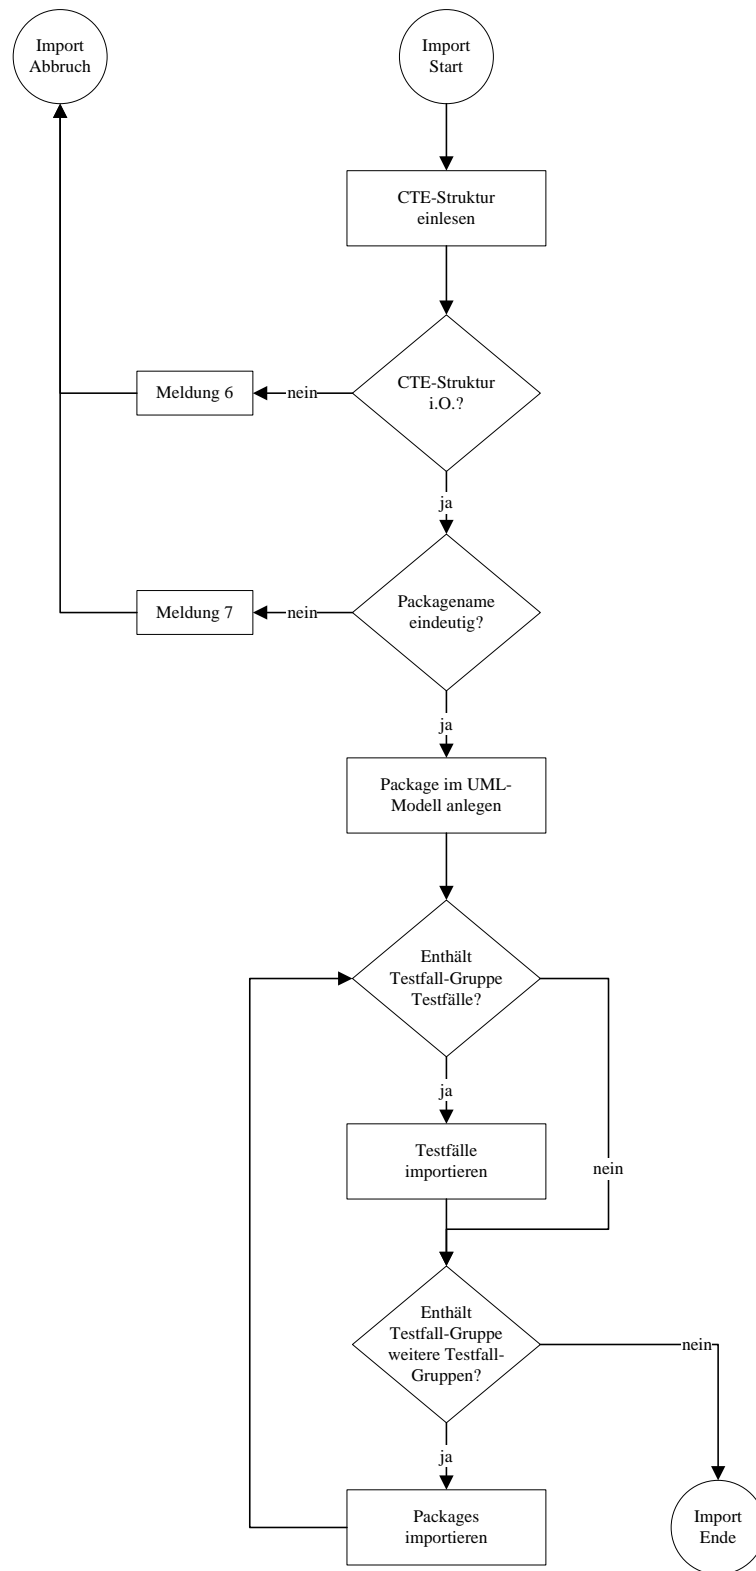 Import
Abbruch
Import
Start
CTE-Struktur
einlesen
CTE-Struktur
i.O.?
nein
Meldung 6
ja
Packagename
eindeutig?
nein
Meldung 7
ja
Package im UML-
Modell anlegen
Enthält
Testfall-Gruppe
Testfälle?
ja
Testfälle
importieren
nein
Enthält
Testfall-Gruppe
weitere Testfall-
Gruppen?
nein
ja
Packages
importieren
Import
Ende